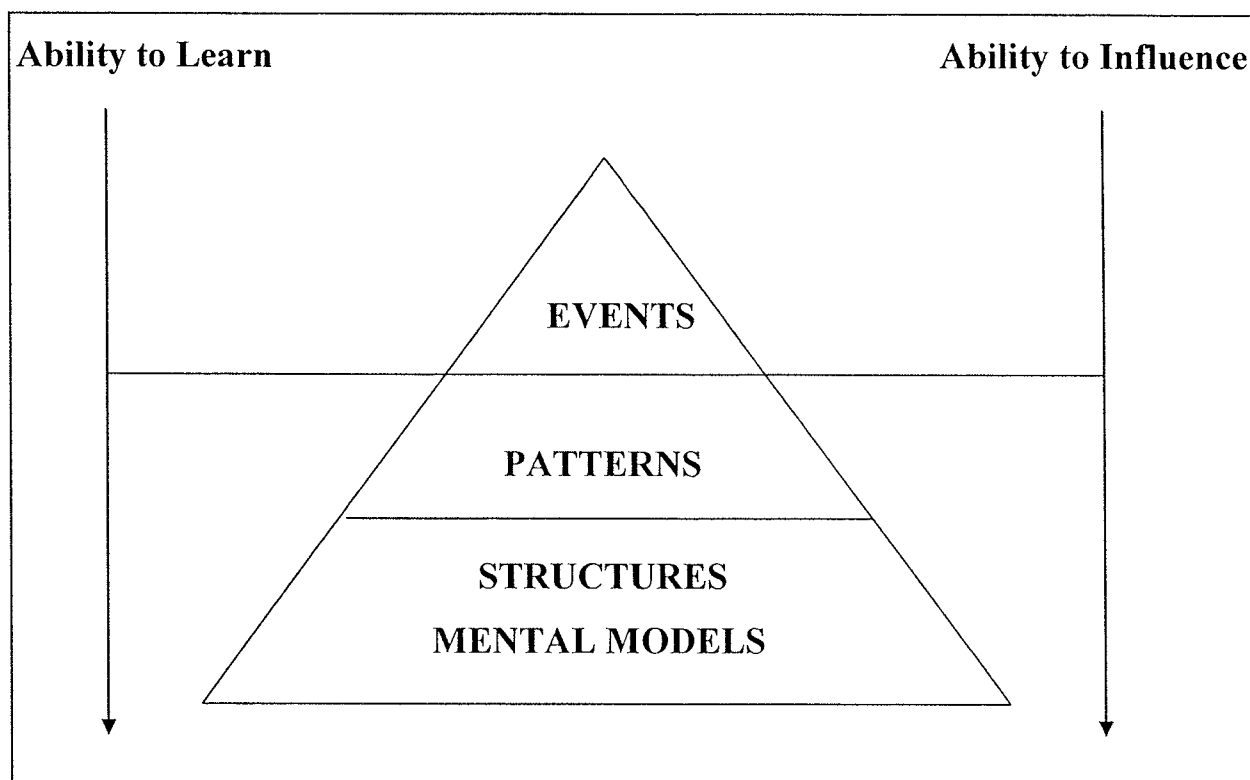 Ability to Learn
Ability to Influence
EVENTS
PATTERNS
STRUCTURES
MENTAL MODELS